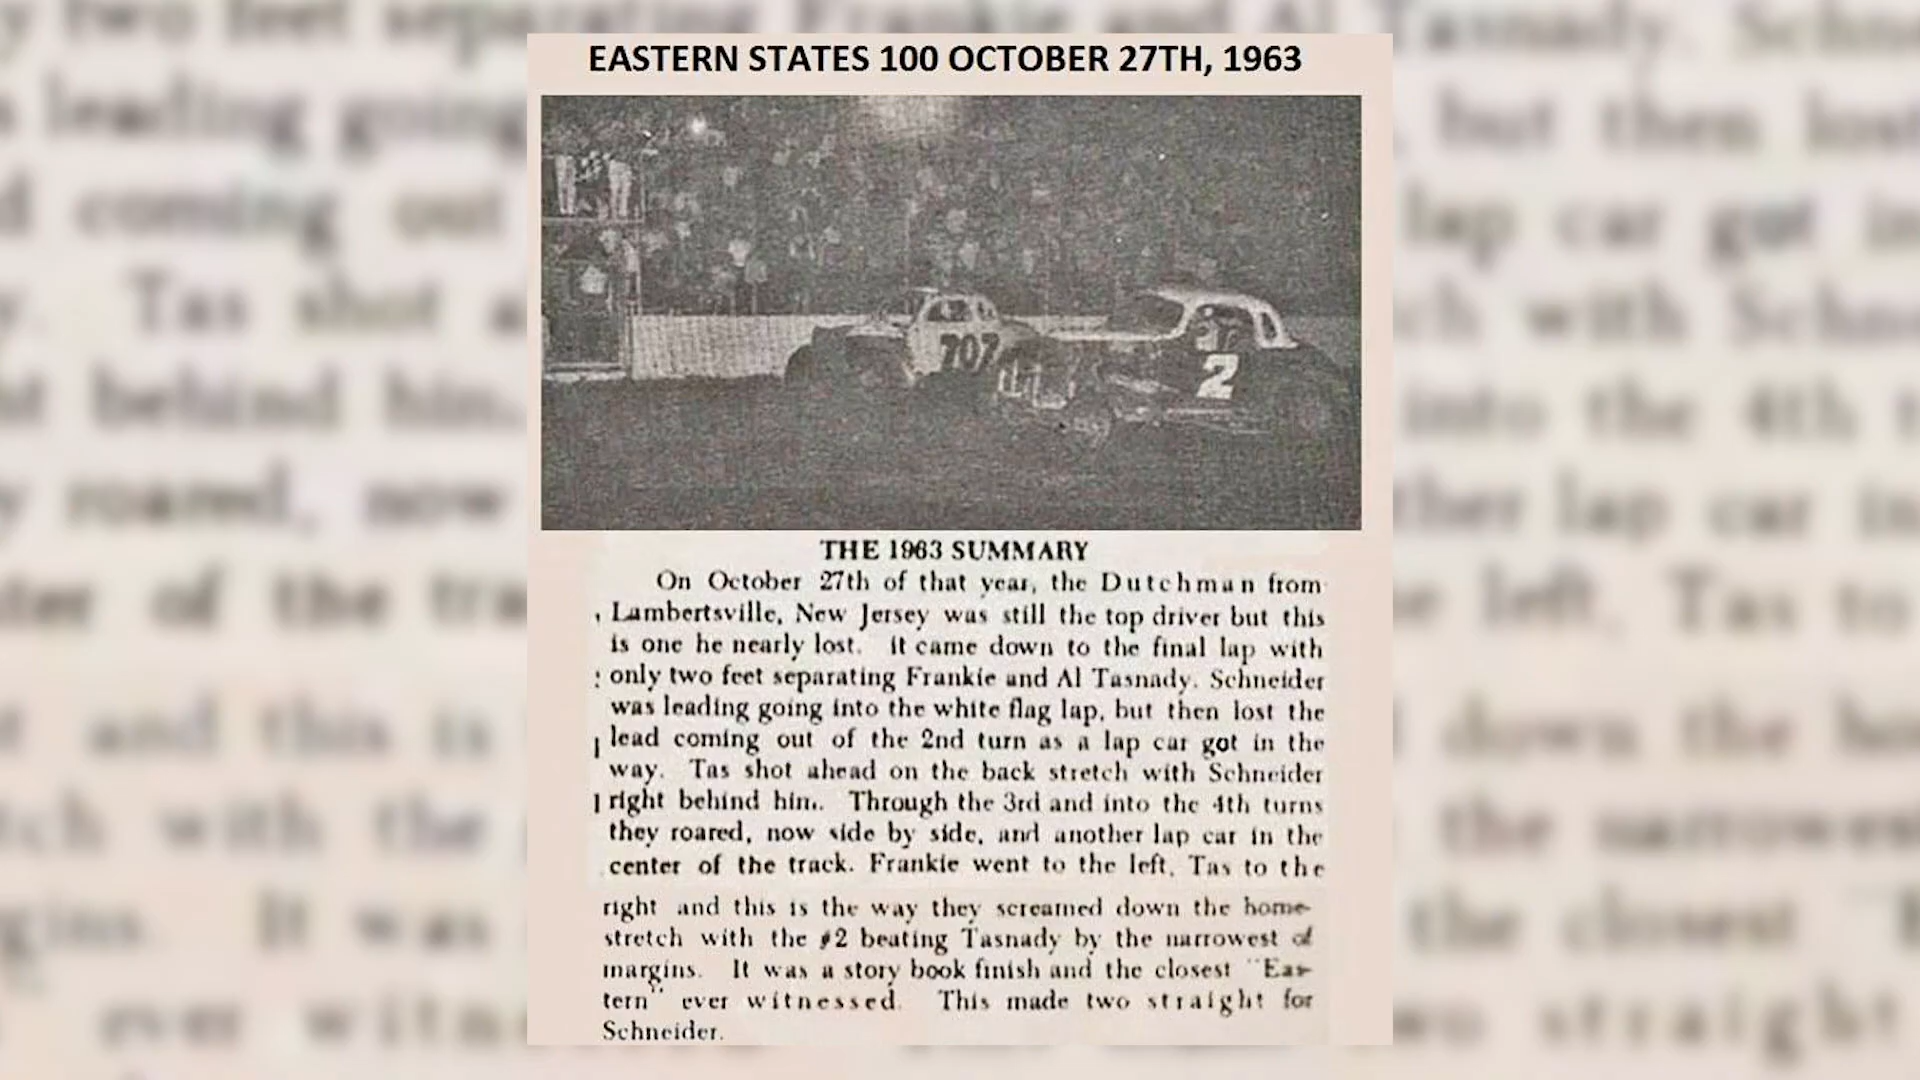 EASTERN STATES 100 OCTOBER 27TH, 1963
707
2
THE 1963 SUMMARY
On October 27th of that year, the Dutchman from
Lambertsville, New Jersey was still the top driver but this
is one he nearly lost. It came down to the final lap with
only two feet separating Frankie and Al Tasnady. Schneider
was leading going into the white flag lap, but then lost the
lead coming out of the 2nd turn as a lap car got in the
way. Tas shot ahead on the back stretch with Schneider
right behind him. Through the 3rd and into the 4th turns
they roared, now side by side, and another lap car in the
center of the track. Frankie went to the left, Tas to the
right and this is the way they screamed down the home-
stretch with the #2 beating Tasnady by the narrowest of
margins. It was a story book finish and the closest "Eas-
tern" ever witnessed. This made two straight for
Schneider.